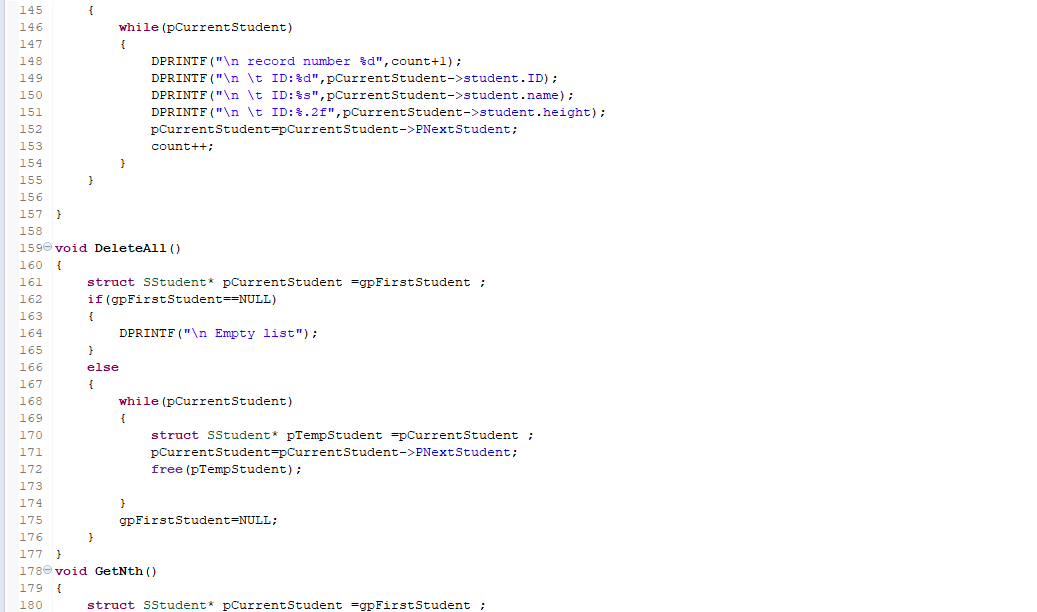 145     {
146         while(pCurrentStudent)
147         {
148             DPRINTF("\n record number %d",count+1);
149             DPRINTF("\n \t ID:%d",pCurrentStudent->student.ID);
150             DPRINTF("\n \t ID:%s",pCurrentStudent->student.name);
151             DPRINTF("\n \t ID:%.2f",pCurrentStudent->student.height);
152             pCurrentStudent=pCurrentStudent->PNextStudent;
153             count++;
154         }
155     }
156
157 }
158
159 void DeleteAll()
160 {
161     struct SStudent* pCurrentStudent =gpFirstStudent ;
162     if(gpFirstStudent==NULL)
163     {
164         DPRINTF("\n Empty list");
165     }
166     else
167     {
168         while(pCurrentStudent)
169         {
170             struct SStudent* pTempStudent =pCurrentStudent ;
171             pCurrentStudent=pCurrentStudent->PNextStudent;
172             free(pTempStudent);
173
174         }
175         gpFirstStudent=NULL;
176     }
177 }
178 void GetNth()
179 {
180     struct SStudent* pCurrentStudent =gpFirstStudent ;